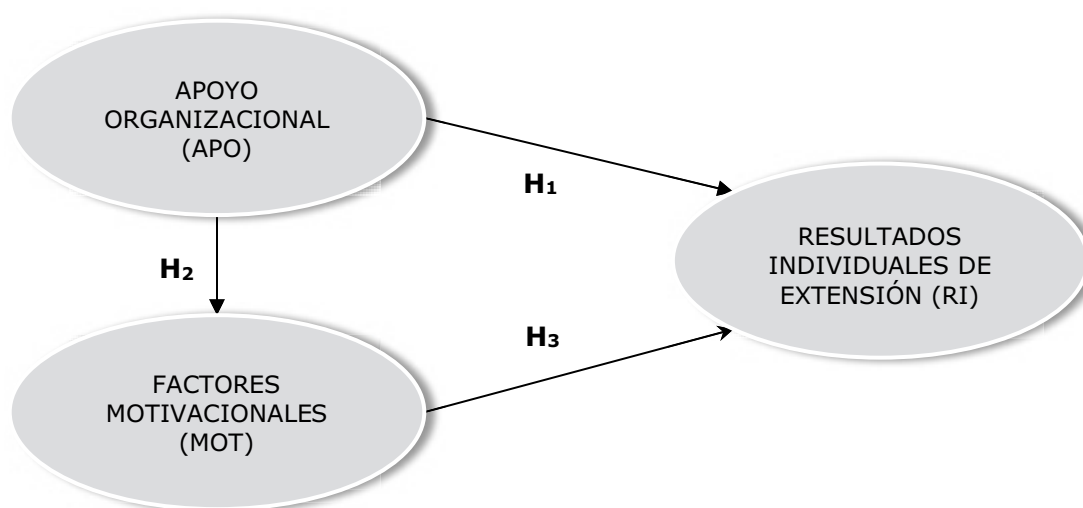 APOYO
ORGANIZACIONAL
(APO)
H₁
RESULTADOS
INDIVIDUALES DE
EXTENSIÓN (RI)
H₂
H₃
FACTORES
MOTIVACIONALES
(MOT)